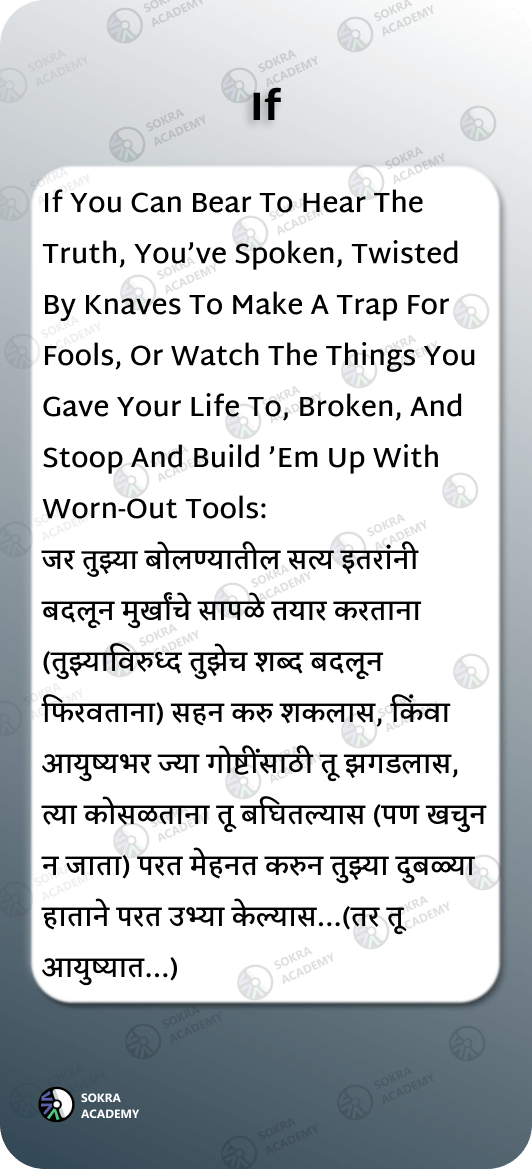 If
If You Can Bear To Hear The
Truth, You’ve Spoken, Twisted
By Knaves To Make A Trap For
Fools, Or Watch The Things You
Gave Your Life To, Broken, And
Stoop And Build ’Em Up With
Worn-Out Tools:
जर तुझ्या बोलण्यातील सत्य इतरांनी
बदलून मुर्खांचे सापळे तयार करताना
(तुझ्याविरुध्द तुझेच शब्द बदलून
फिरवताना) सहन करु शकलास, किंवा
आयुष्यभर ज्या गोष्टींसाठी तू झगडलास,
त्या कोसळताना तू बघितल्यास (पण खचुन
न जाता) परत मेहनत करुन तुझ्या दुबळ्या
हाताने परत उभ्या केल्यास...(तर तू
आयुष्यात...)
SOKRA
ACADEMY